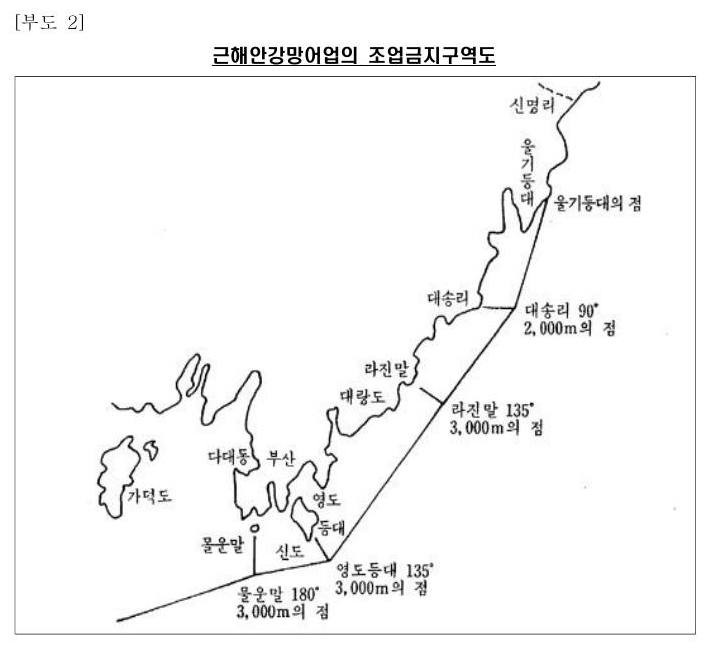 [부도 2]
근해안강망어업의 조업금지구역도
신명리
울기등대
울기등대의 점
대송리
대송리 90°
2,000m의 점
라진말
대랑도
라진말 135°
3,000m의 점
다대동
부산
가덕도
영도
등대
몰운말
신도
영도등대 135°
3,000m의 점
몰운말 180°
3,000m의 점